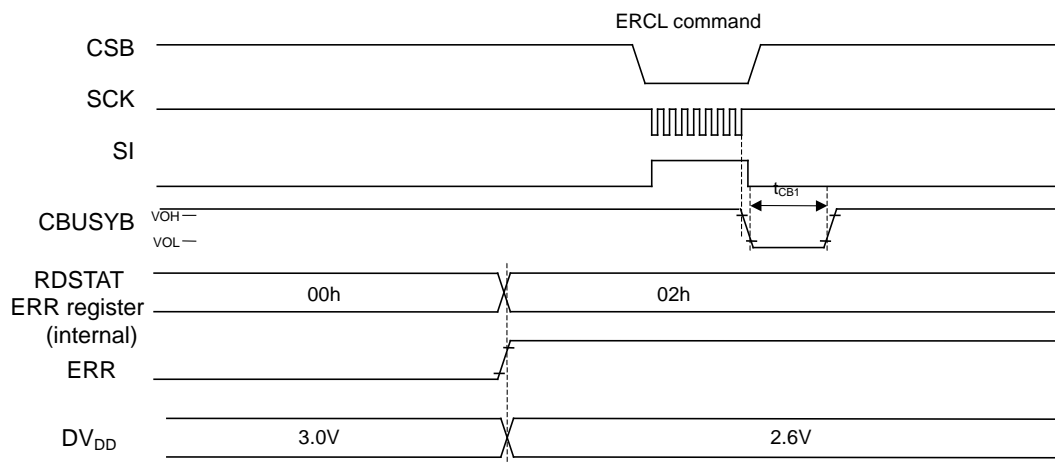 ERCL command
CSB
SCK
SI
tCB1
CBUSYB
VOH
VOL
RDSTAT
ERR register
(internal)
00h
02h
ERR
DVDD
3.0V
2.6V